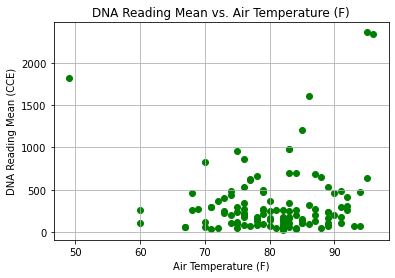 DNA Reading Mean vs. Air Temperature (F)
DNA Reading Mean (CCE)
2000
1500
1000
500
0
50 60 70 80 90
Air Temperature (F)